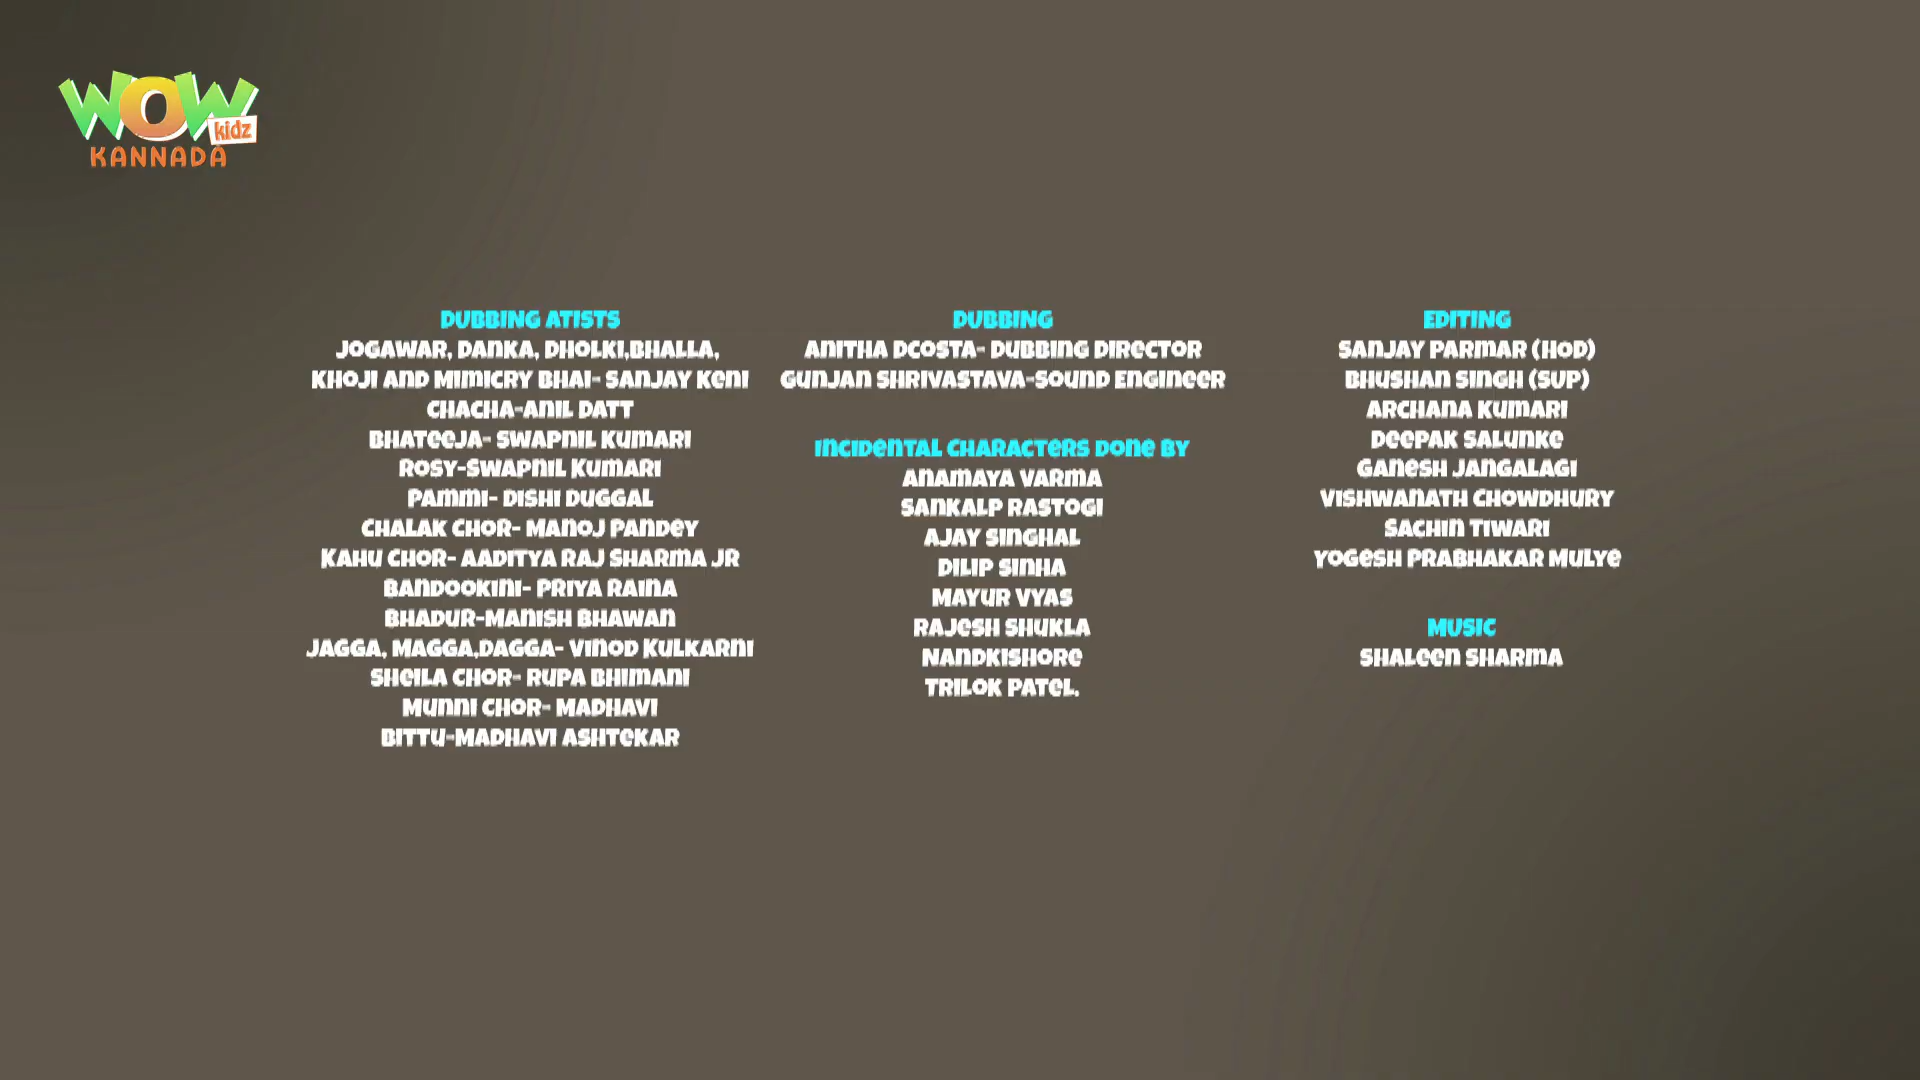 WOW
kidz
KANNADA
DUBBING ATISTS
JOGAWAR, DANKA, DHOLKI,BHALLA,
KHOJI AND MIMICRY BHAI- SANJAY KENI
CHACHA-ANIL DATT
BHATEEJA- SWAPNIL KUMARI
ROSY-SWAPNIL KUMARI
PAMMI- DISHI DUGGAL
CHALAK CHOR- MANOJ PANDEY
KAHU CHOR- AADITYA RAJ SHARMA JR
BANDOOKINI- PRIYA RAINA
BHADUR-MANISH BHAWAN
JAGGA, MAGGA,DAGGA- VINOD KULKARNI
SHEILA CHOR- RUPA BHIMANI
MUNNI CHOR- MADHAVI
BITTU-MADHAVI ASHTEKAR
DUBBING
ANITHA DCOSTA- DUBBING DIRECTOR
GUNJAN SHRIVASTAVA-SOUND ENGINEER
INCIDENTAL CHARACTERS DONE BY
ANAMAYA VARMA
SANKALP RASTOGI
AJAY SINGHAL
DILIP SINHA
MAYUR VYAS
RAJESH SHUKLA
NANDKISHORE
TRILOK PATEL.
EDITING
SANJAY PARMAR (HOD)
BHUSHAN SINGH (SUP)
ARCHANA KUMARI
DEEPAK SALUNKE
GANESH JANGALAGI
VISHWANATH CHOWDHURY
SACHIN TIWARI
YOGESH PRABHAKAR MULYE
MUSIC
SHALEEN SHARMA